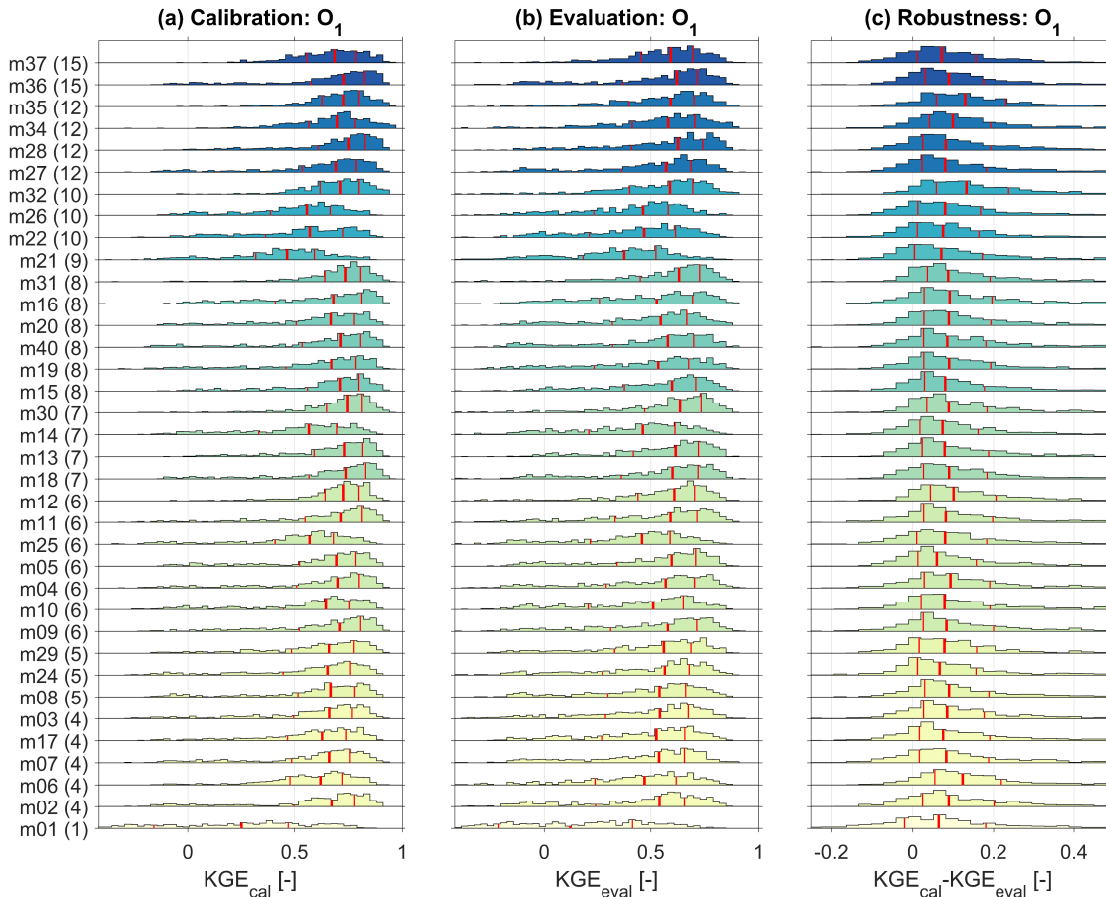 (a) Calibration: O1
(b) Evaluation: O1
(c) Robustness: O1
m37 (15)
m36 (15)
m35 (12)
m34 (12)
m28 (12)
m27 (12)
m32 (10)
m26 (10)
m22 (10)
m21 (9)
m31 (8)
m16 (8)
m20 (8)
m40 (8)
m19 (8)
m15 (8)
m30 (7)
m14 (7)
m13 (7)
m18 (7)
m12 (6)
m11 (6)
m25 (6)
m05 (6)
m04 (6)
m10 (6)
m09 (6)
m29 (5)
m24 (5)
m08 (5)
m03 (4)
m17 (4)
m07 (4)
m06 (4)
m02 (4)
m01 (1)
0 0.5 1
0 0.5 1
-0.2 0 0.2 0.4
KGEcal [-]
KGEeval [-]
KGEcal-KGEeval [-]